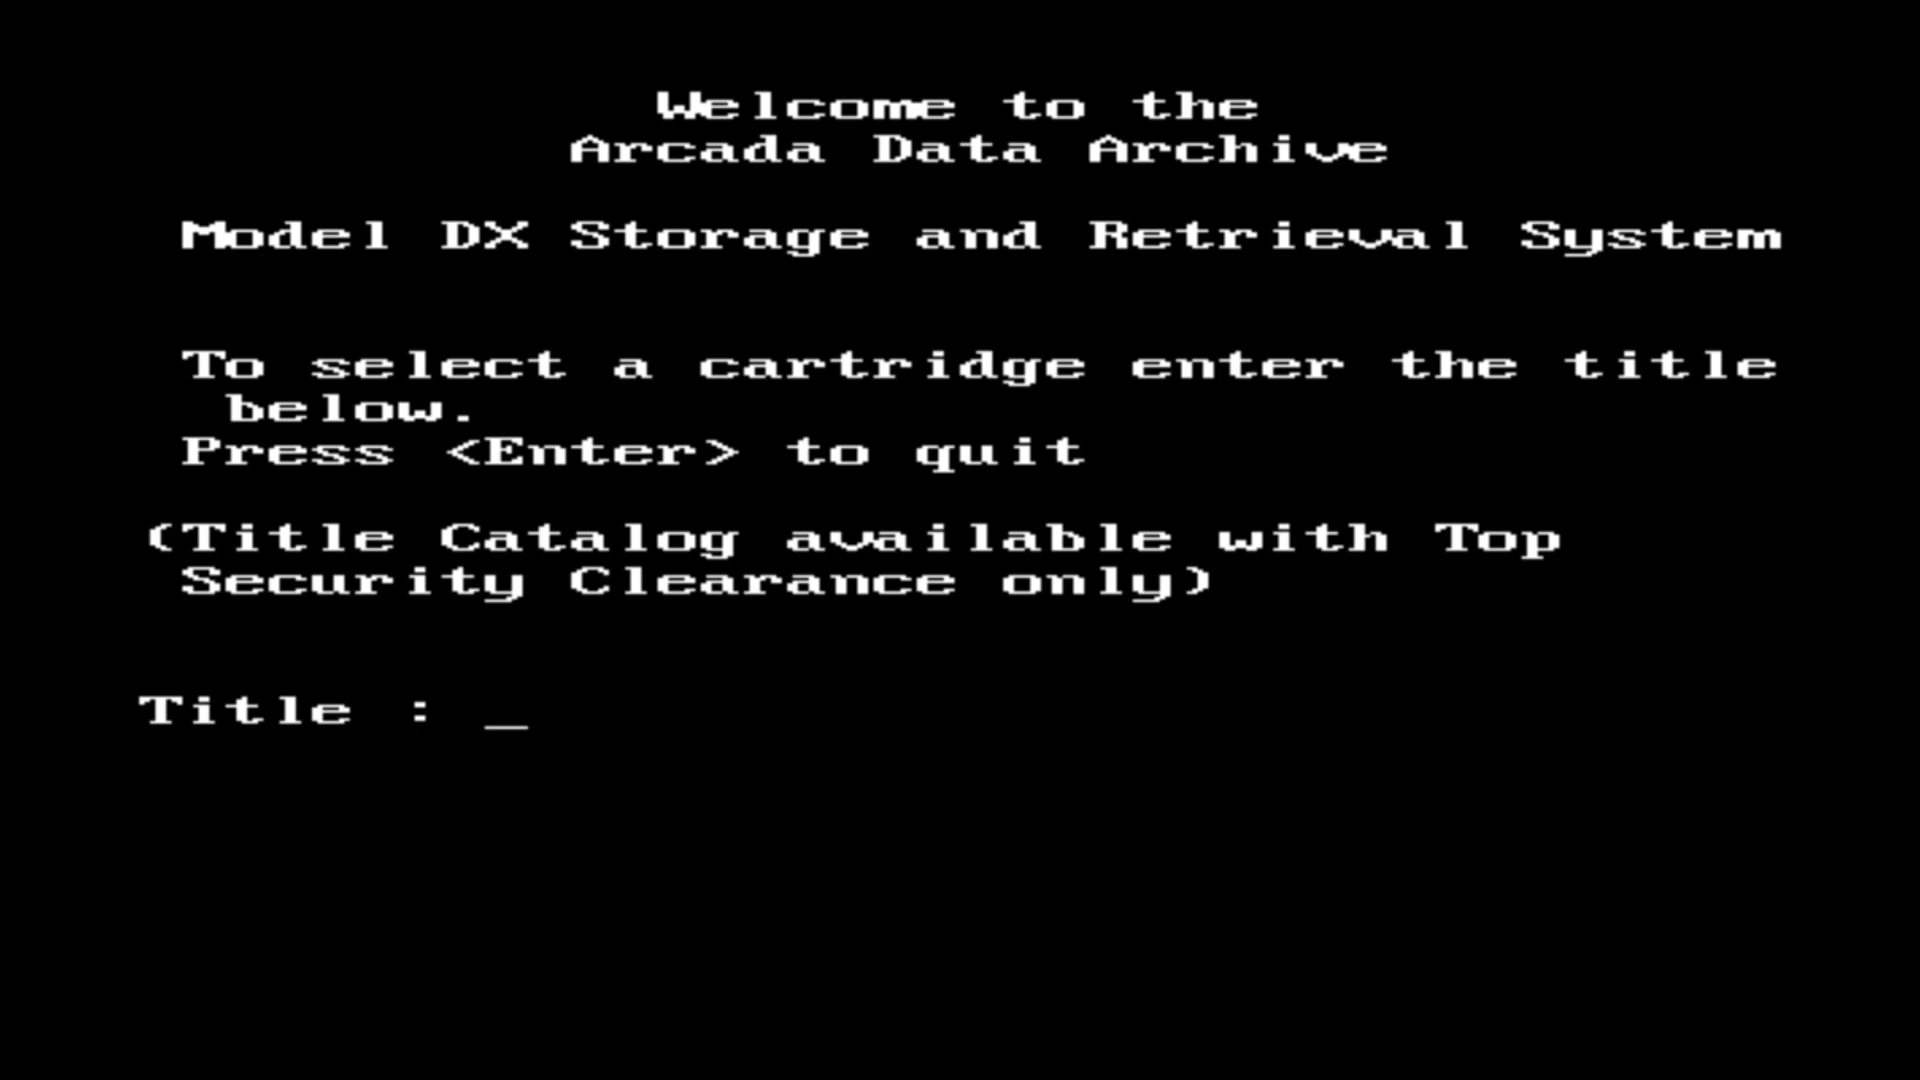 Welcome to the
Arcada Data Archive
Model DX Storage and Retrieval System
To select a cartridge enter the title
below.
Press <Enter> to quit
(Title Catalog available with Top
Security Clearance only)
Title : _